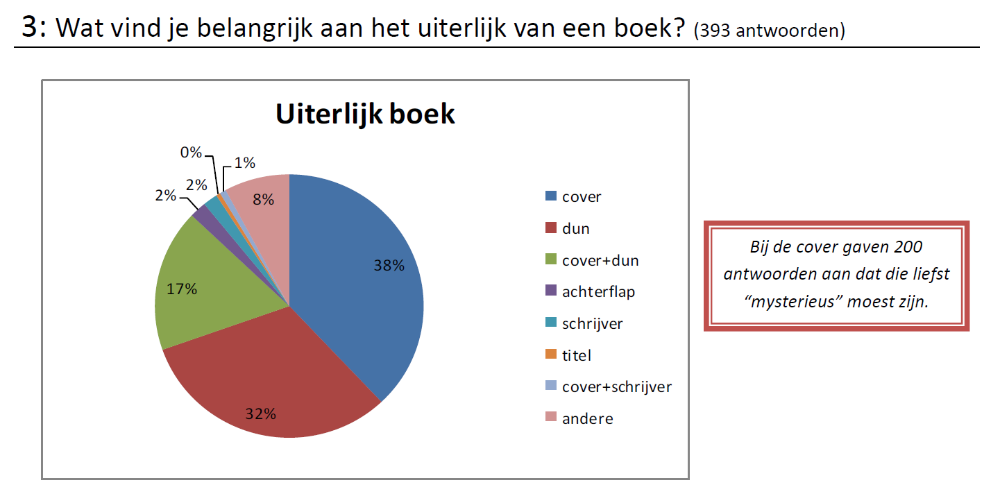 3: Wat vind je belangrijk aan het uiterlijk van een boek? (393 antwoorden)
Uiterlijk boek
0%
1%
2%
2%
8%
38%
17%
32%
cover
dun
cover+dun
achterflap
schrijver
titel
cover+schrijver
andere
Bij de cover gaven 200
antwoorden aan dat die liefst
“mysterieus” moest zijn.